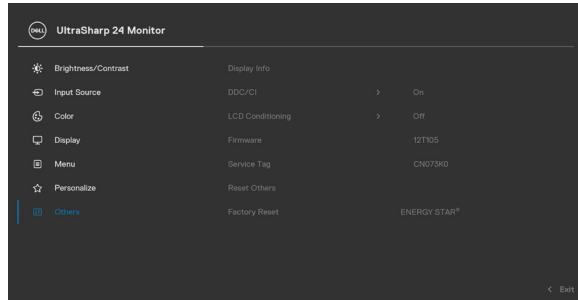 DELL UltraSharp 24 Monitor
Brightness/Contrast Display Info
Input Source DDC/CI > On
Color LCD Conditioning > Off
Display Firmware 12T105
Menu Service Tag CN073K0
Personalize Reset Others
Others Factory Reset ENERGY STAR®
< Exit